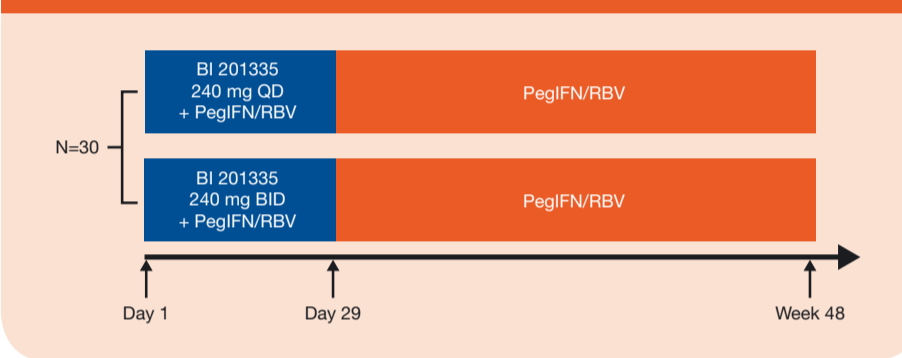 BI 201335
240 mg QD
+ PegIFN/RBV
PegIFN/RBV
N=30
BI 201335
240 mg BID
+ PegIFN/RBV
PegIFN/RBV
Day 1
Day 29
Week 48